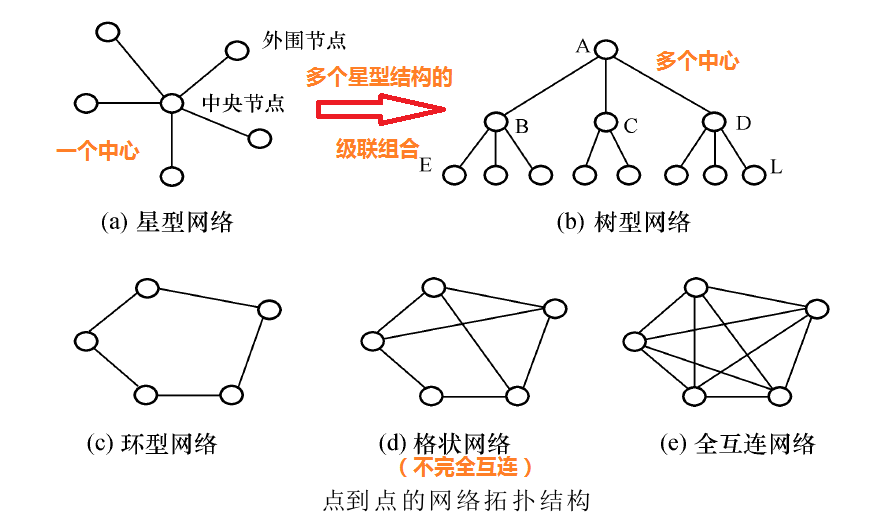 外围节点
中央节点
一个中心
(a) 星型网络
多个星型结构的
级联组合
A
多个中心
B
C
D
E
L
(b) 树型网络
(c) 环型网络
(d) 格状网络
（不完全互连）
(e) 全互连网络
点到点的网络拓扑结构